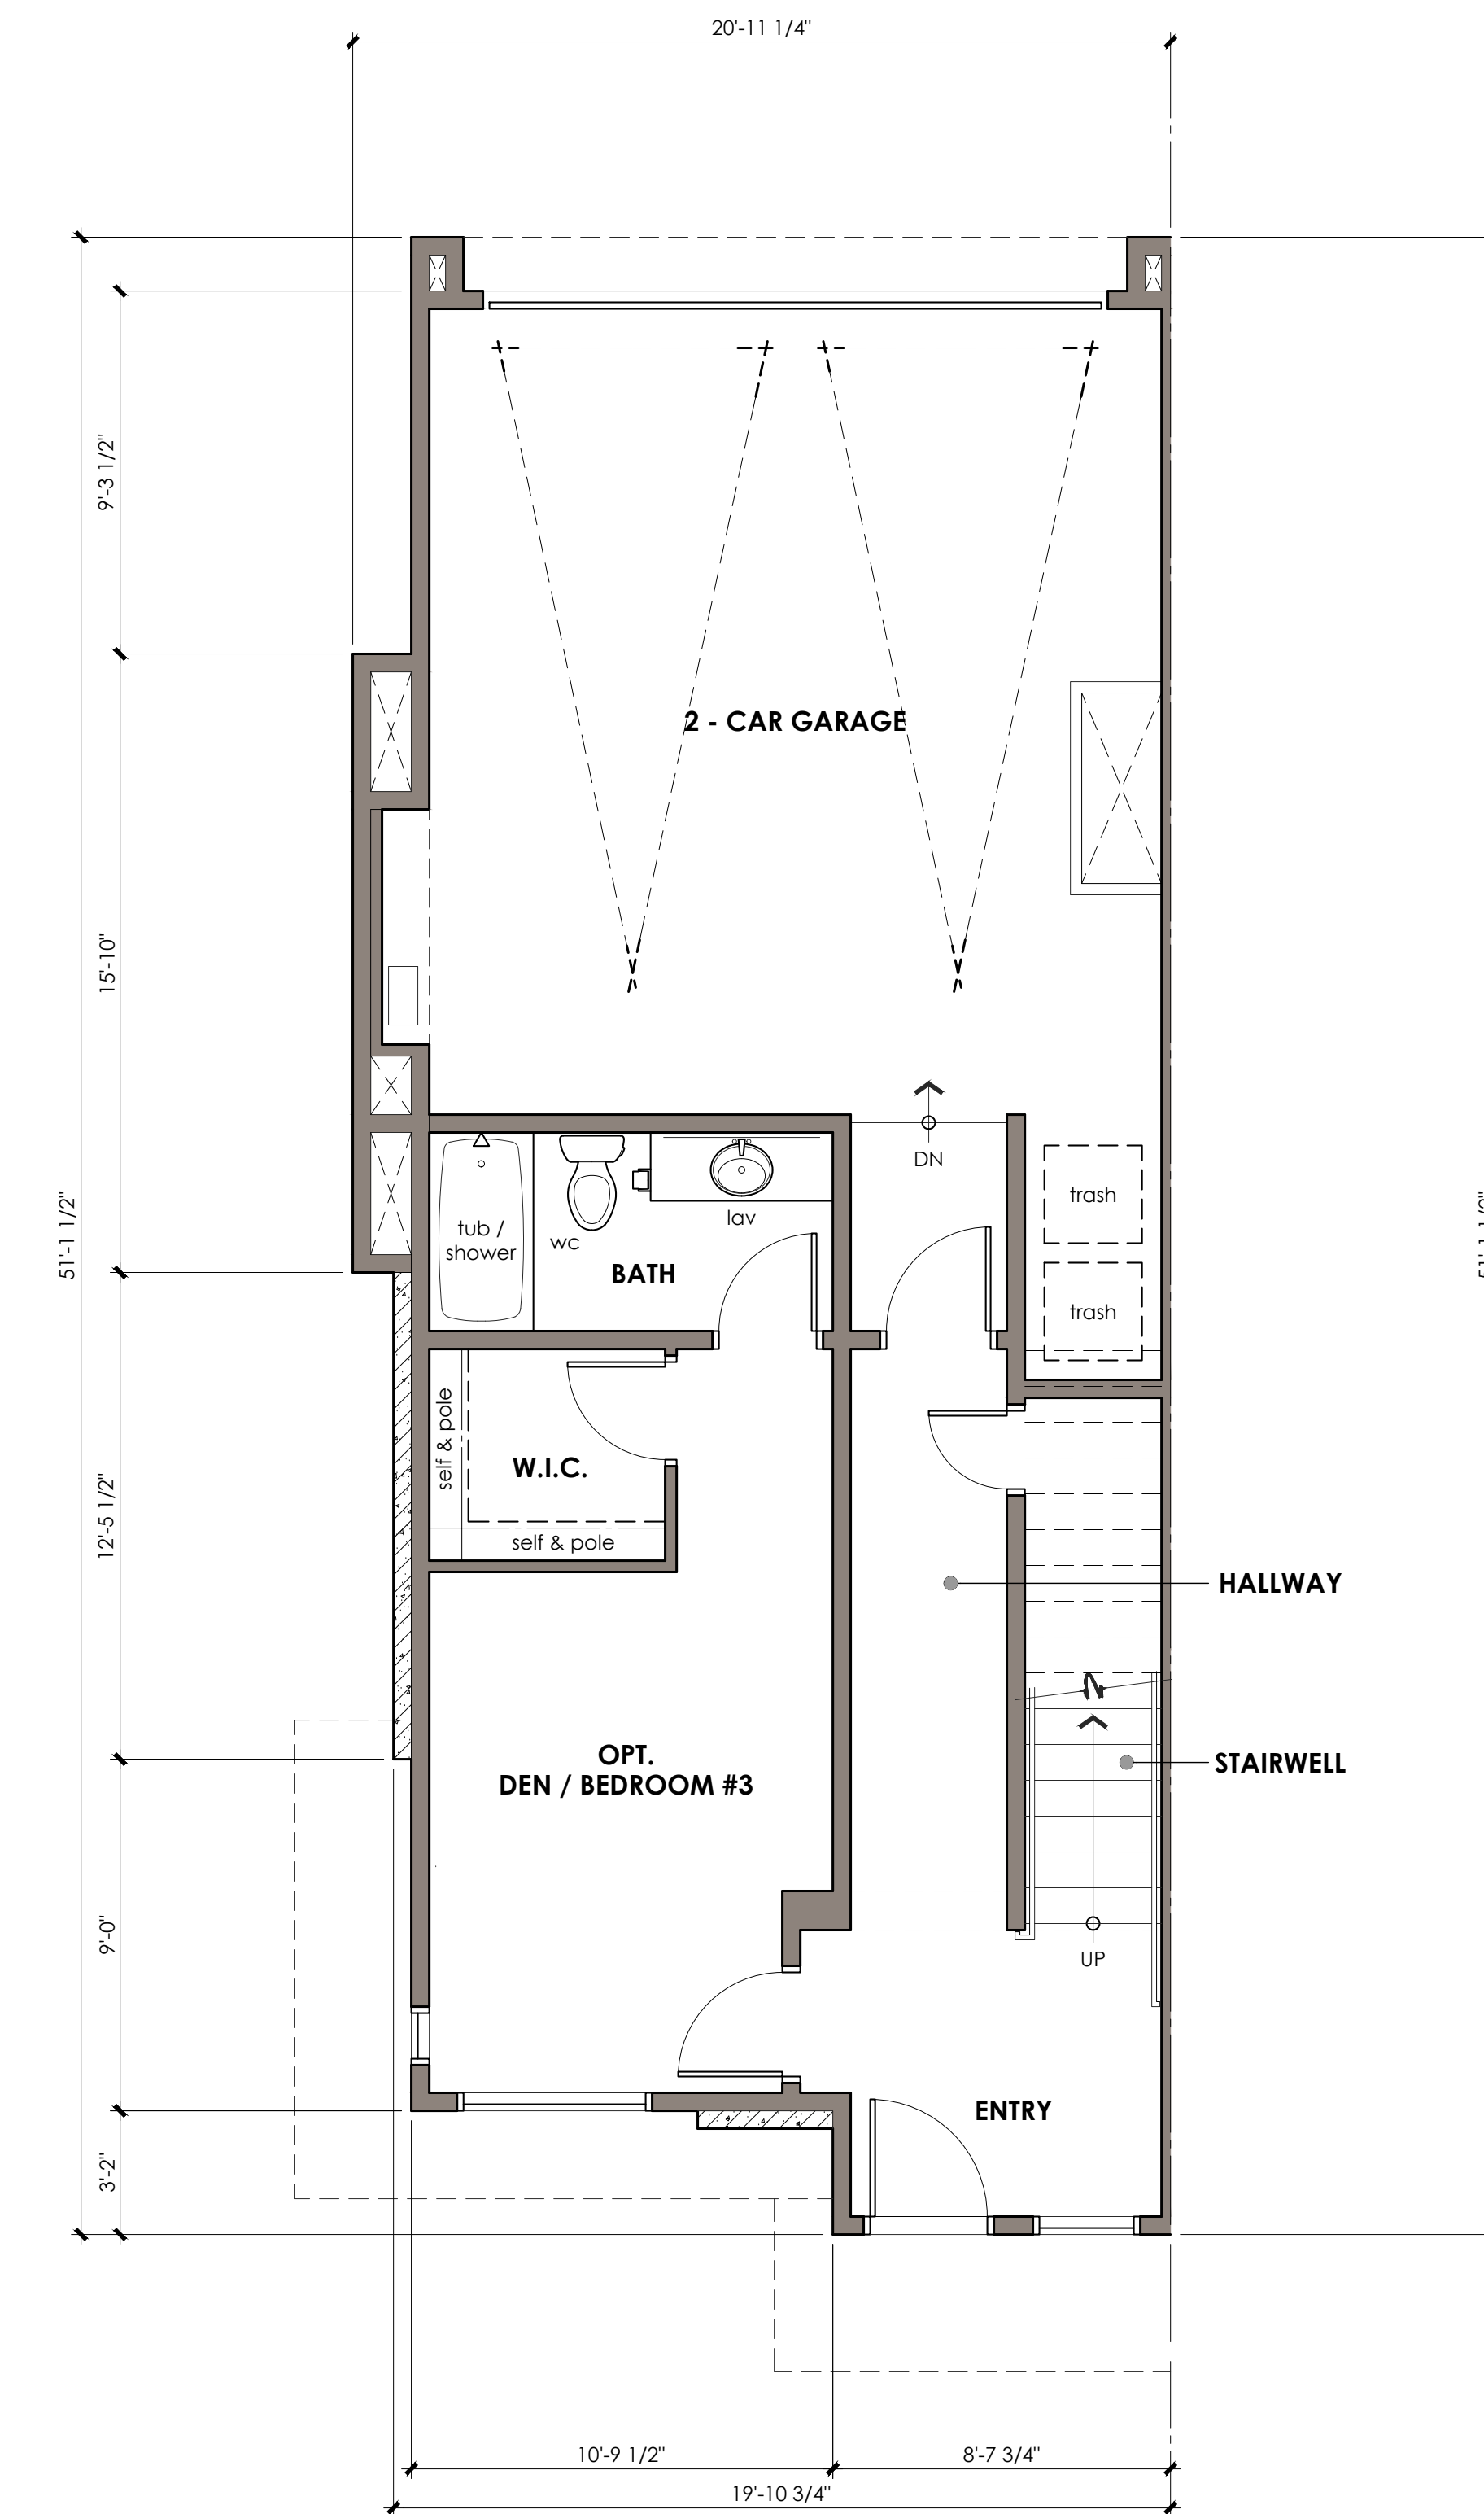 20'-11 1/4"
9'-3 1/2"
2 - CAR GARAGE
15'-10"
51'-1 1/2"
DN
trash
trash
tub /
shower
wc
lav
BATH
self & pole
W.I.C.
self & pole
12'-5 1/2"
HALLWAY
OPT.
DEN / BEDROOM #3
STAIRWELL
UP
9'-0"
ENTRY
3'-2"
10'-9 1/2"
8'-7 3/4"
19'-10 3/4"